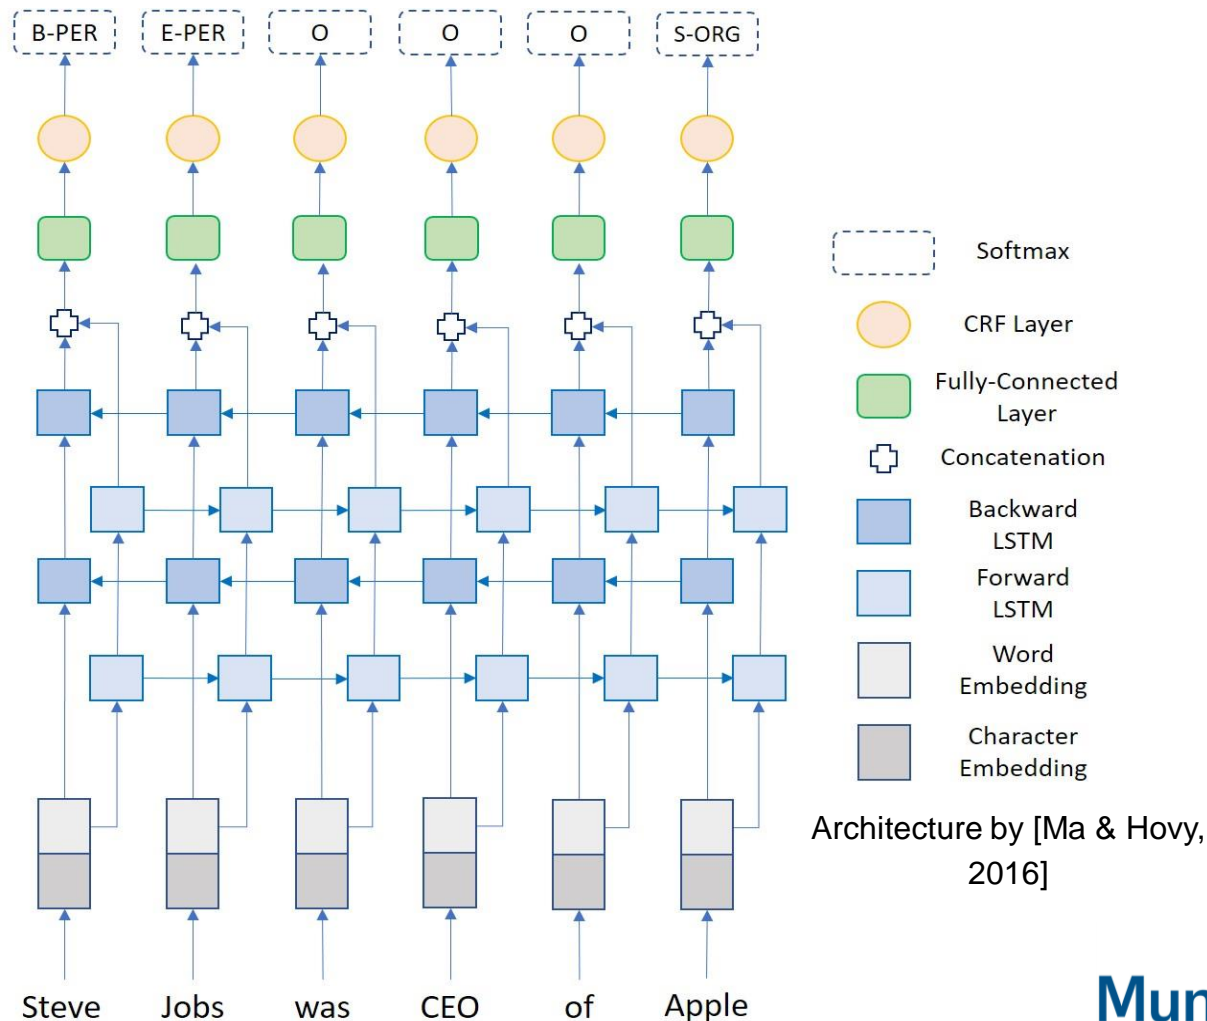 B-PER E-PER O O O S-ORG
Softmax
CRF Layer
Fully-Connected
Layer
Concatenation
Backward
LSTM
Forward
LSTM
Word
Embedding
Character
Embedding
Architecture by [Ma & Hovy,
2016]
Steve Jobs was CEO of Apple